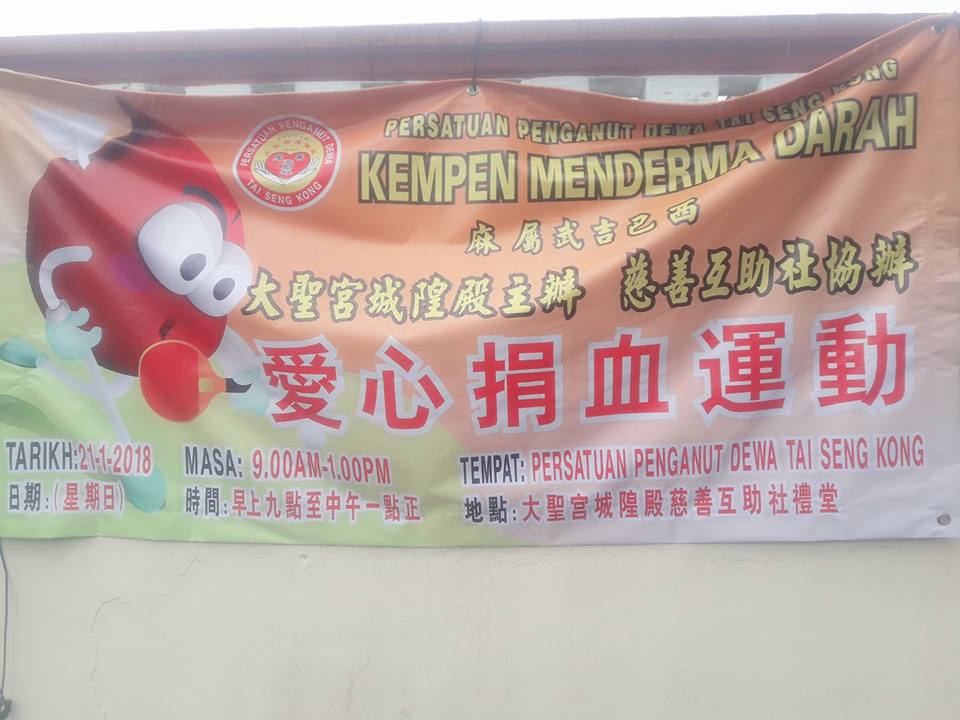 PERSATUAN PENGANUT DEWA
TAI SENG KONG
PERSATUAN PENGANUT DEWA TAI SENG KONG
KEMPEN MENDERMA DARAH
麻屬武吉巴西
大聖宮城隍殿主辦 慈善互助社協辦
愛心捐血運動
TARIKH:21-1-2018 MASA: 9.00AM-1.00PM TEMPAT: PERSATUAN PENGANUT DEWA TAI SENG KONG
日期:(星期日) 時間:早上九點至中午一點正 地點:大聖宮城隍殿慈善互助社禮堂